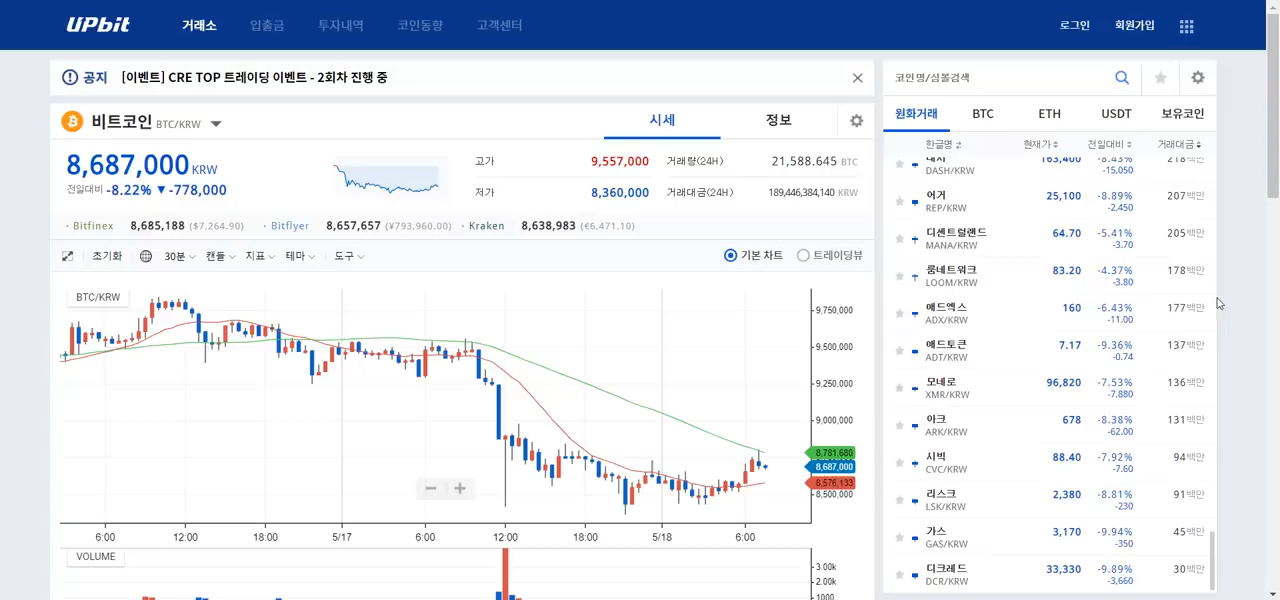 UPbit 거래소 입출금 투자내역 코인동향 고객센터 로그인 회원가입
공지 [이벤트] CRE TOP 트레이딩 이벤트 - 2회차 진행 중
비트코인 BTC/KRW 시세 정보
8,687,000 KRW
전일대비 -8.22% ▼-778,000
고가 9,557,000 거래량(24H) 21,588.645 BTC
저가 8,360,000 거래대금(24H) 189,446,384,140 KRW
· Bitfinex 8,685,188 ($7,264.90) · Bitflyer 8,657,657 (¥793,960.00) · Kraken 8,638,983 (€6,471.10)
초기화 30분 캔들 지표 테마 도구 기본 차트 트레이딩뷰
BTC/KRW
9,750,000
9,500,000
9,250,000
9,000,000
8,781,680
8,687,000
8,576,133
8,500,000
6:00 12:00 18:00 5/17 6:00 12:00 18:00 5/18 6:00
VOLUME
3.00k
2.00k
1000
코인명/심볼검색
원화거래 BTC ETH USDT 보유코인
한글명 현재가 전일대비 거래대금
대시 163,400 -8.43% 218백만
DASH/KRW -15,050
어거 25,100 -8.89% 207백만
REP/KRW -2,450
디센트럴랜드 64.70 -5.41% 205백만
MANA/KRW -3.70
룸네트워크 83.20 -4.37% 178백만
LOOM/KRW -3.80
애드엑스 160 -6.43% 177백만
ADX/KRW -11.00
애드토큰 7.17 -9.36% 137백만
ADT/KRW -0.74
모네로 96,820 -7.53% 136백만
XMR/KRW -7,880
아크 678 -8.38% 131백만
ARK/KRW -62.00
시빅 88.40 -7.92% 94백만
CVC/KRW -7.60
리스크 2,380 -8.81% 91백만
LSK/KRW -230
가스 3,170 -9.94% 45백만
GAS/KRW -350
디크레드 33,330 -9.89% 30백만
DCR/KRW -3,660